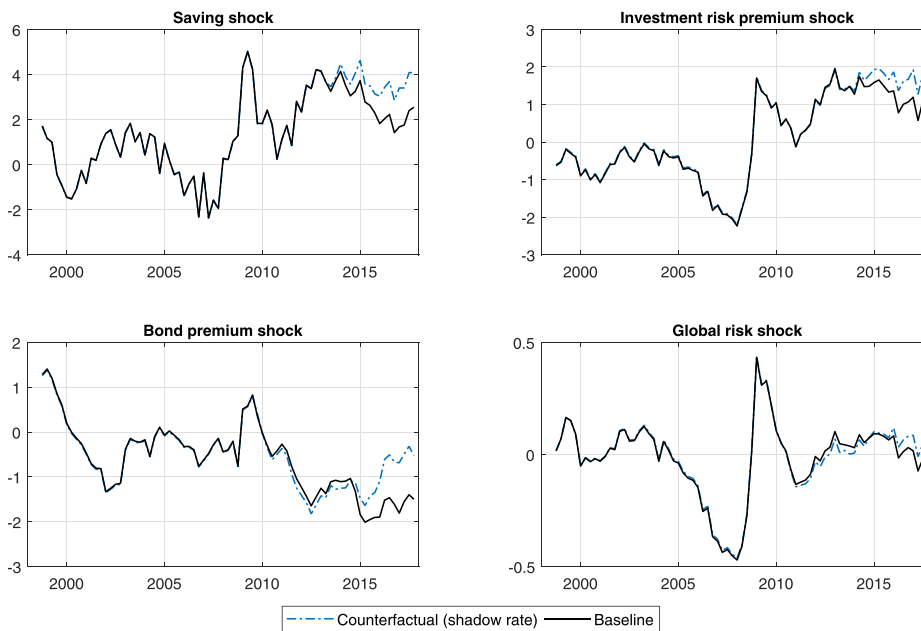 Saving shock
6
4
2
0
-2
-4
2000 2005 2010 2015
Investment risk premium shock
3
2
1
0
-1
-2
-3
2000 2005 2010 2015
Bond premium shock
2
1
0
-1
-2
-3
2000 2005 2010 2015
Global risk shock
0.5
0
-0.5
2000 2005 2010 2015
Counterfactual (shadow rate) Baseline